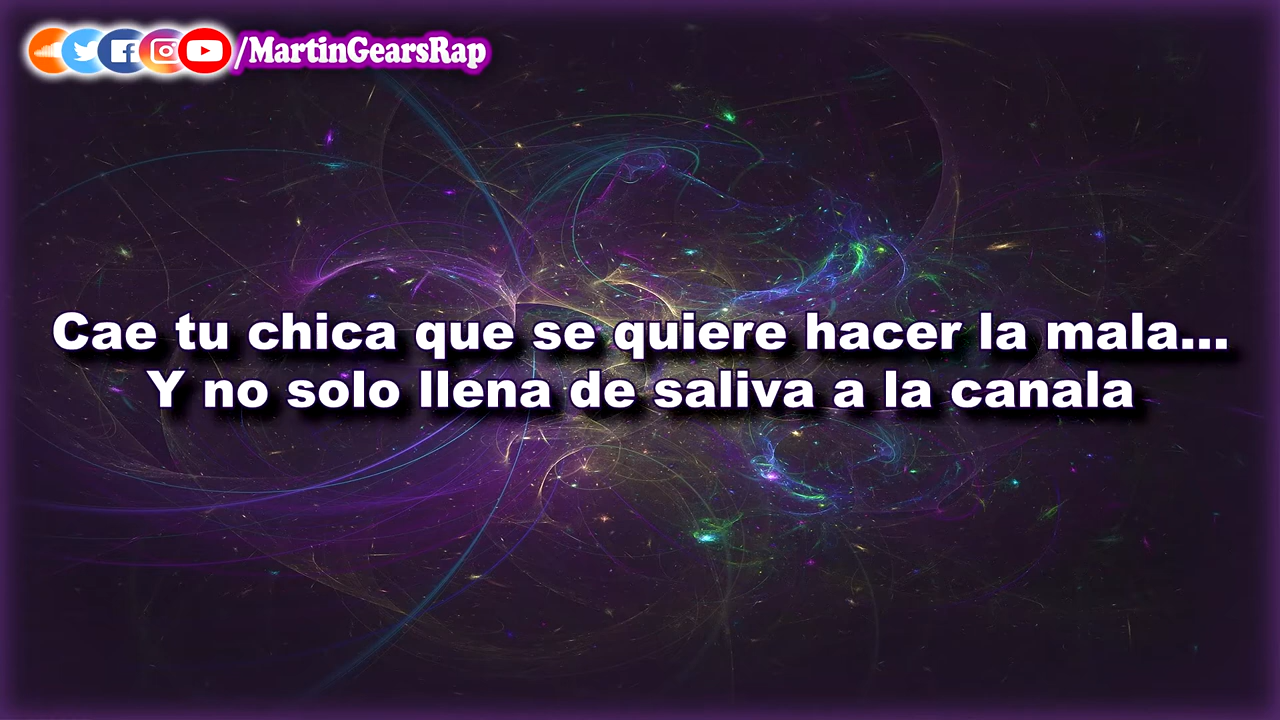 /MartinGearsRap
Cae tu chica que se quiere hacer la mala...
Y no solo llena de saliva a la canala